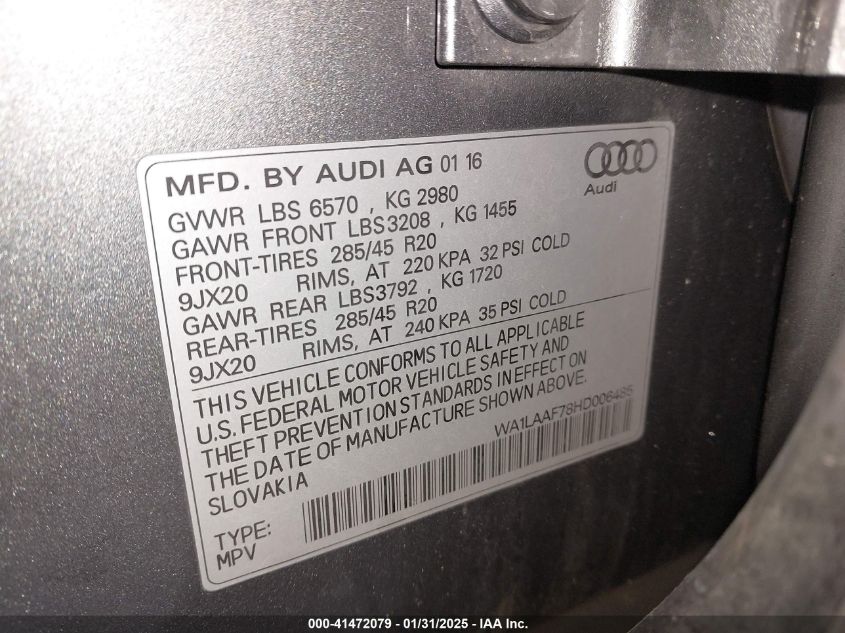 MFD. BY AUDI AG 01 16
Audi
GVWR LBS 6570 , KG 2980
GAWR FRONT LBS3208 , KG 1455
FRONT-TIRES 285/45 R20
9JX20 RIMS, AT 220 KPA 32 PSI COLD
GAWR REAR LBS3792 , KG 1720
REAR-TIRES 285/45 R20
9JX20 RIMS, AT 240 KPA 35 PSI COLD
THIS VEHICLE CONFORMS TO ALL APPLICABLE
U.S. FEDERAL MOTOR VEHICLE SAFETY AND
THEFT PREVENTION STANDARDS IN EFFECT ON
THE DATE OF MANUFACTURE SHOWN ABOVE.
SLOVAKIA
WA1LAAF78HD006485
TYPE:
MPV
000-41472079 - 01/31/2025 - IAA Inc.